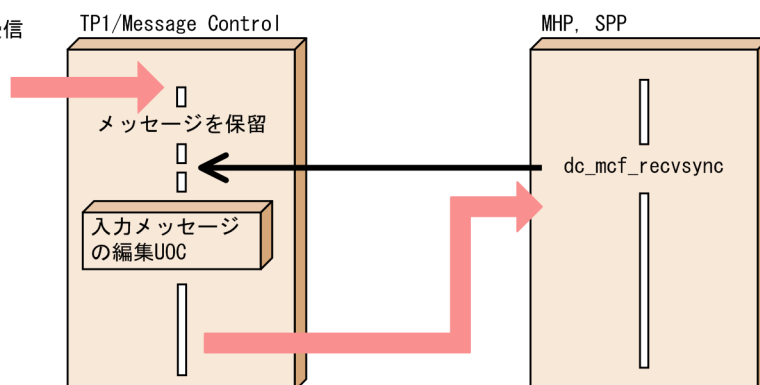 信
TP1/Message Control
MHP, SPP
メッセージを保留
dc_mcf_recvsync
入力メッセージ
の編集UOC